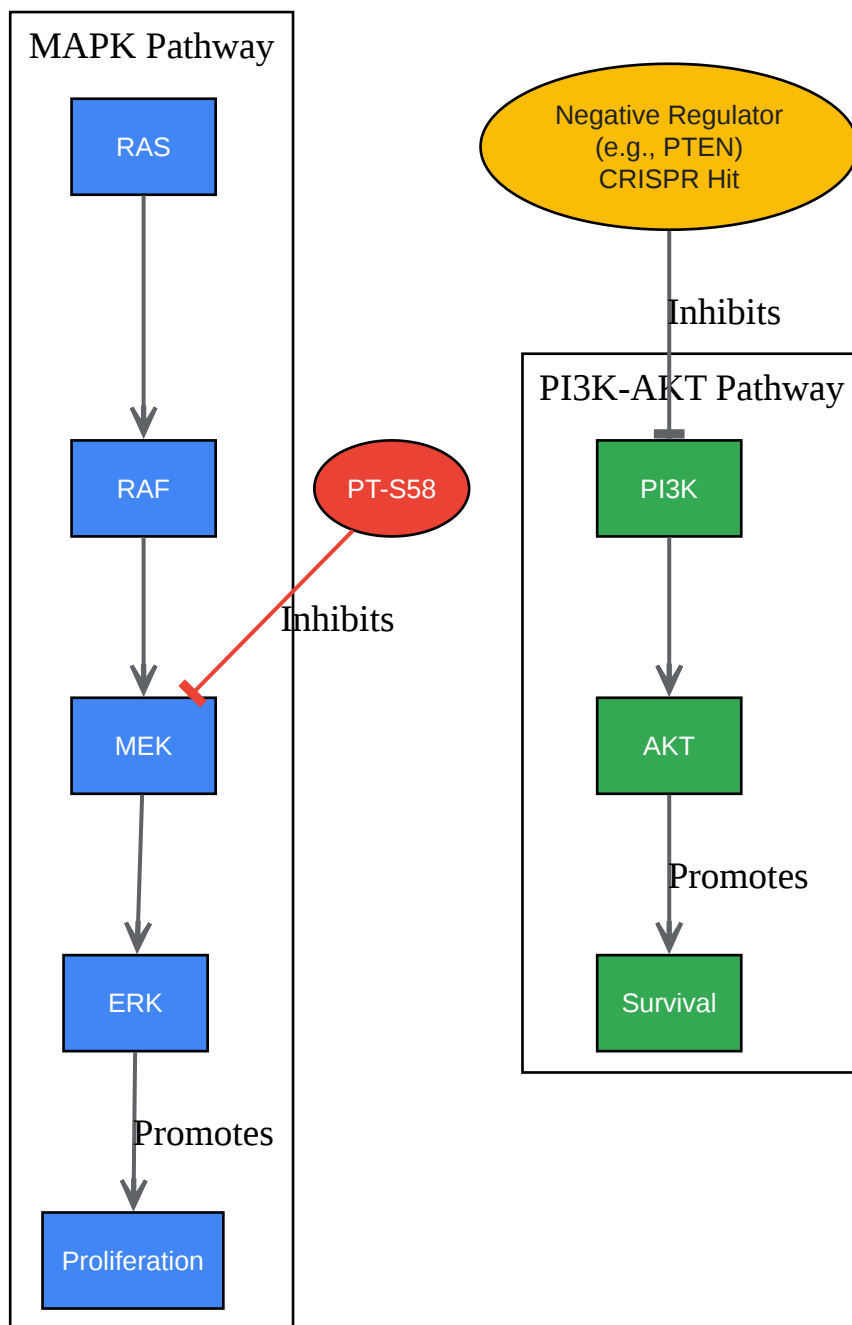 MAPK Pathway
RAS
RAF
PT-S58
Inhibits
MEK
ERK
Promotes
Proliferation
Negative Regulator
(e.g., PTEN)
CRISPR Hit
Inhibits
PI3K-AKT Pathway
PI3K
AKT
Promotes
Survival